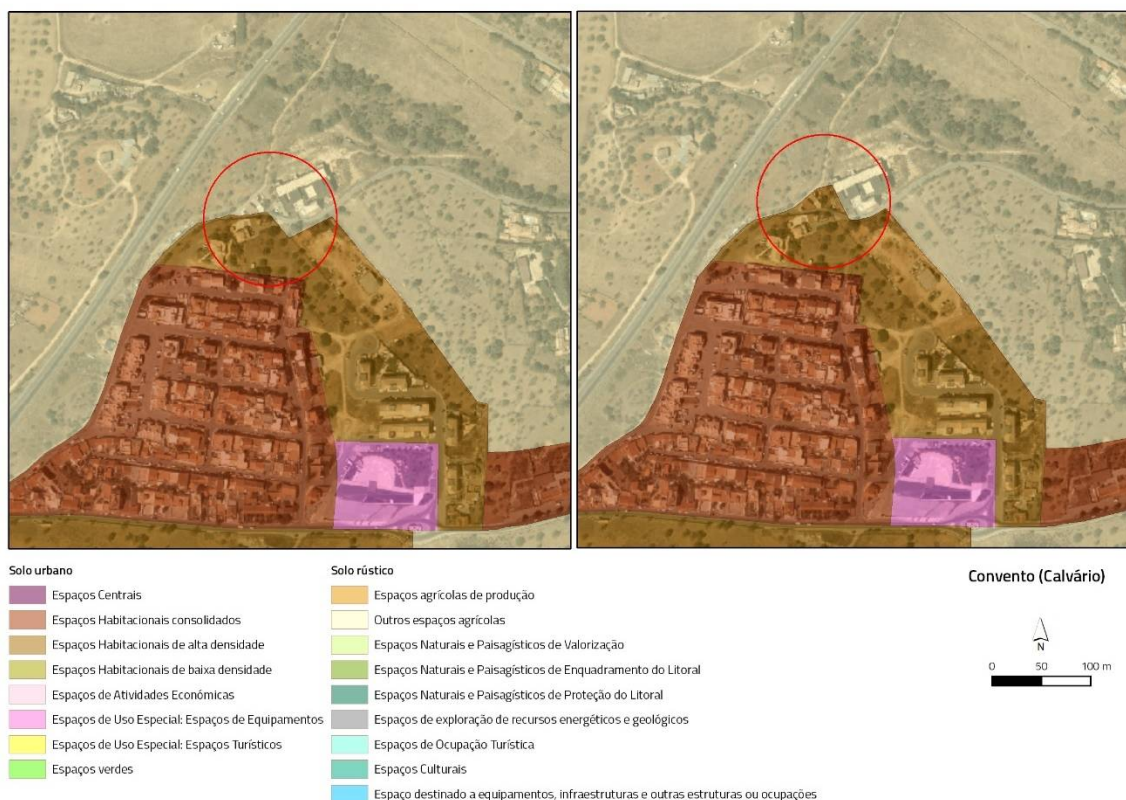 Solo urbano
Espaços Centrais
Espaços Habitacionais consolidados
Espaços Habitacionais de alta densidade
Espaços Habitacionais de baixa densidade
Espaços de Atividades Económicas
Espaços de Uso Especial: Espaços de Equipamentos
Espaços de Uso Especial: Espaços Turísticos
Espaços verdes
Solo rústico
Espaços agrícolas de produção
Outros espaços agrícolas
Espaços Naturais e Paisagísticos de Valorização
Espaços Naturais e Paisagísticos de Enquadramento do Litoral
Espaços Naturais e Paisagísticos de Proteção do Litoral
Espaços de exploração de recursos energéticos e geológicos
Espaços de Ocupação Turística
Espaços Culturais
Espaço destinado a equipamentos, infraestruturas e outras estruturas ou ocupações
Convento (Calvário)
N
0 50 100 m